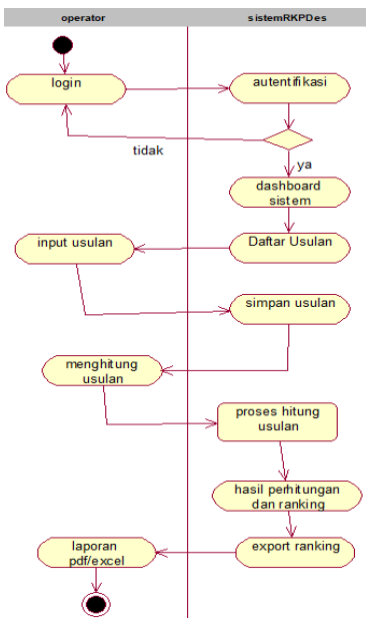 operator
sistemRKPDes
login
autentifikasi
tidak
ya
dashboard
sistem
input usulan
Daftar Usulan
simpan usulan
menghitung
usulan
proses hitung
usulan
hasil perhitungan
dan ranking
laporan
pdf/excel
export ranking